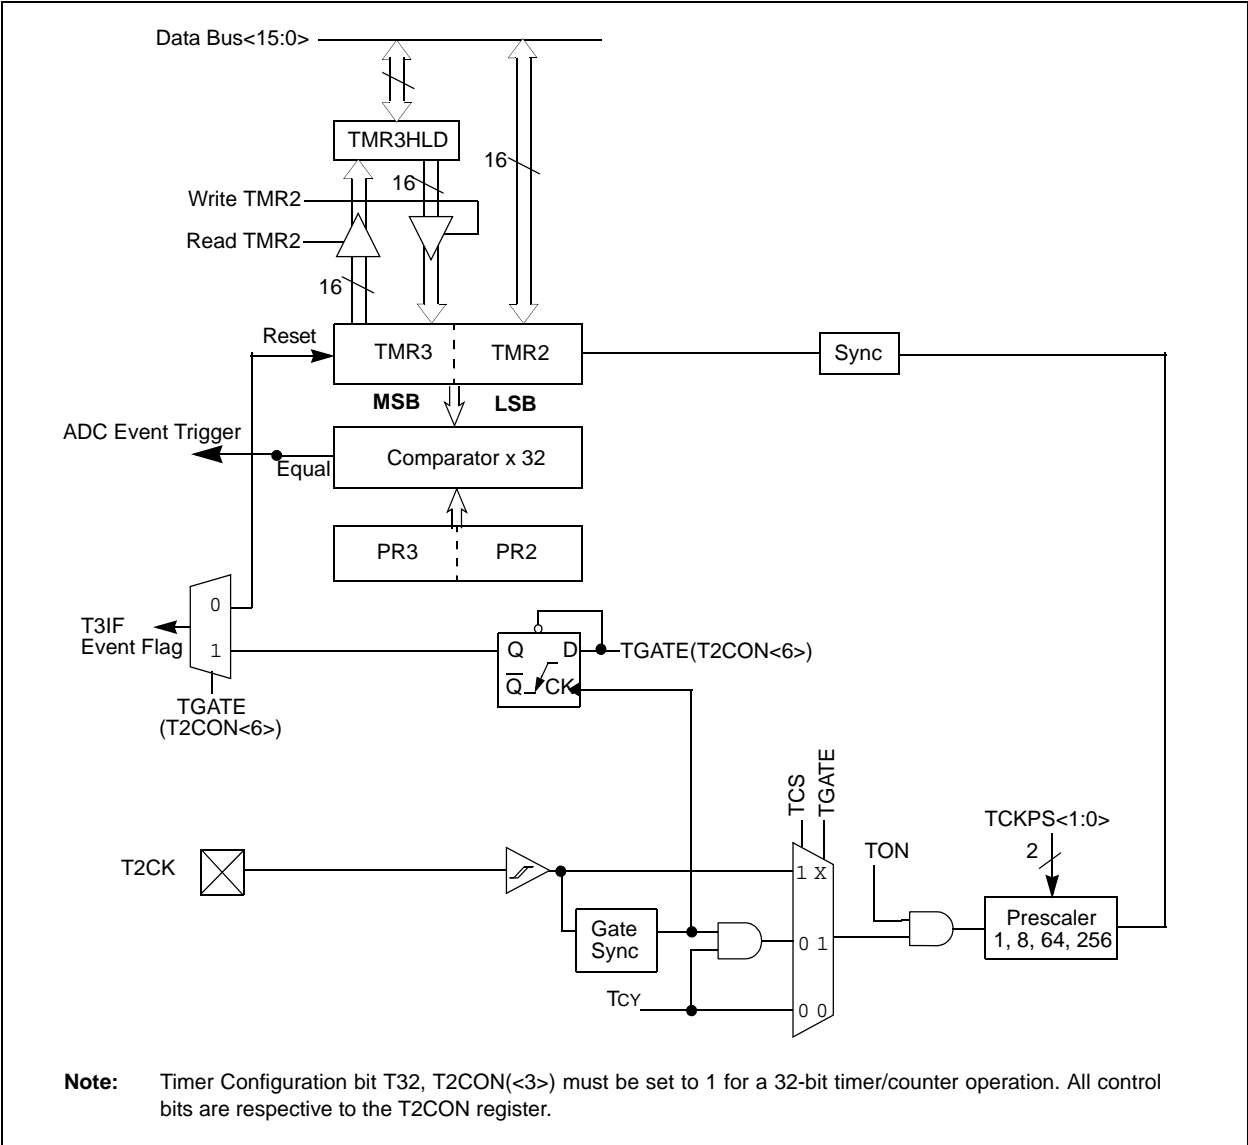 Data Bus<15:0>
TMR3HLD
16
16
Write TMR2
Read TMR2
16
Reset
TMR3
TMR2
Sync
MSB
LSB
ADC Event Trigger
Equal
Comparator x 32
PR3
PR2
0
1
T3IF
Event Flag
Q
D
TGATE(T2CON<6>)
Q
CK
TGATE
(T2CON<6>)
TCS
TGATE
TCKPS<1:0>
2
TON
T2CK
1 X
Gate
Sync
0 1
Prescaler
1, 8, 64, 256
TCY
0 0
Note: Timer Configuration bit T32, T2CON(<3>) must be set to 1 for a 32-bit timer/counter operation. All control
bits are respective to the T2CON register.